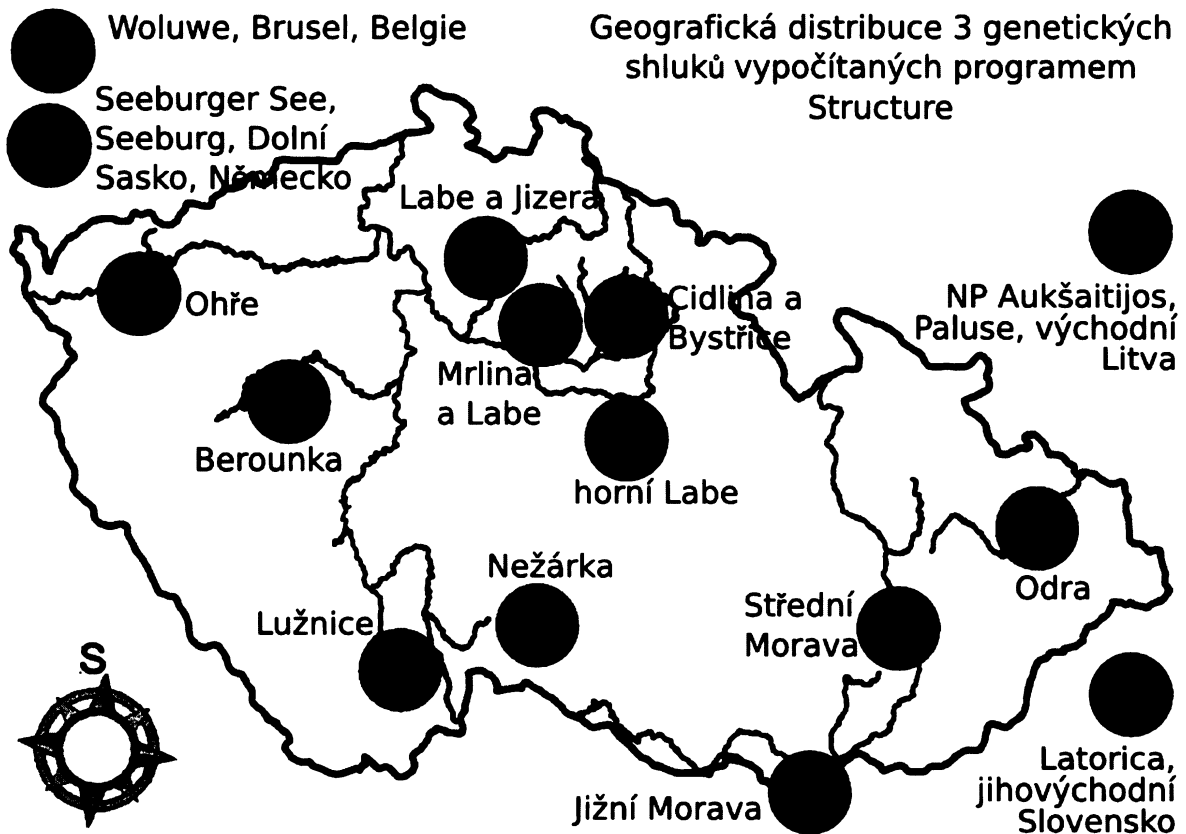 Woluwe, Brusel, Belgie
Geografická distribuce 3 genetických
shluků vypočítaných programem
Structure
Seeburger See,
Seeburg, Dolní
Sasko, Německo
Labe a Jizera
Ohře
Cidlina a
Bystřice
NP Aukšaitijos,
Paluse, východní
Litva
Mrlina
a Labe
Berounka
horní Labe
Nežárka
Odra
Lužnice
Střední
Morava
S
Latorica,
jihovýchodní
Slovensko
Jižní Morava